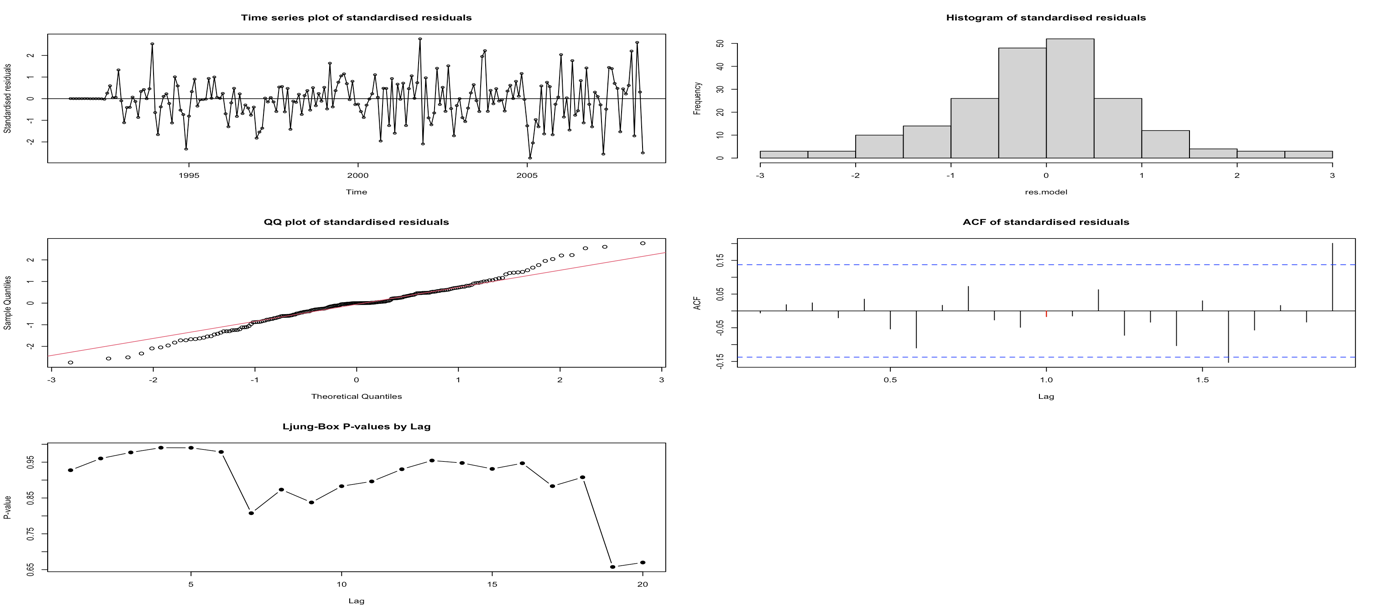 Time series plot of standardised residuals
Standardised residuals
2
1
0
-1
-2
1995 2000 2005
Time
Histogram of standardised residuals
Frequency
50
40
30
20
10
0
-3 -2 -1 0 1 2 3
res.model
QQ plot of standardised residuals
Sample Quantiles
2
1
0
-1
-2
-3 -2 -1 0 1 2 3
Theoretical Quantiles
ACF of standardised residuals
ACF
0.15
0.05
-0.05
-0.15
0.5 1.0 1.5
Lag
Ljung-Box P-values by Lag
P-value
0.95
0.85
0.75
0.65
5 10 15 20
Lag